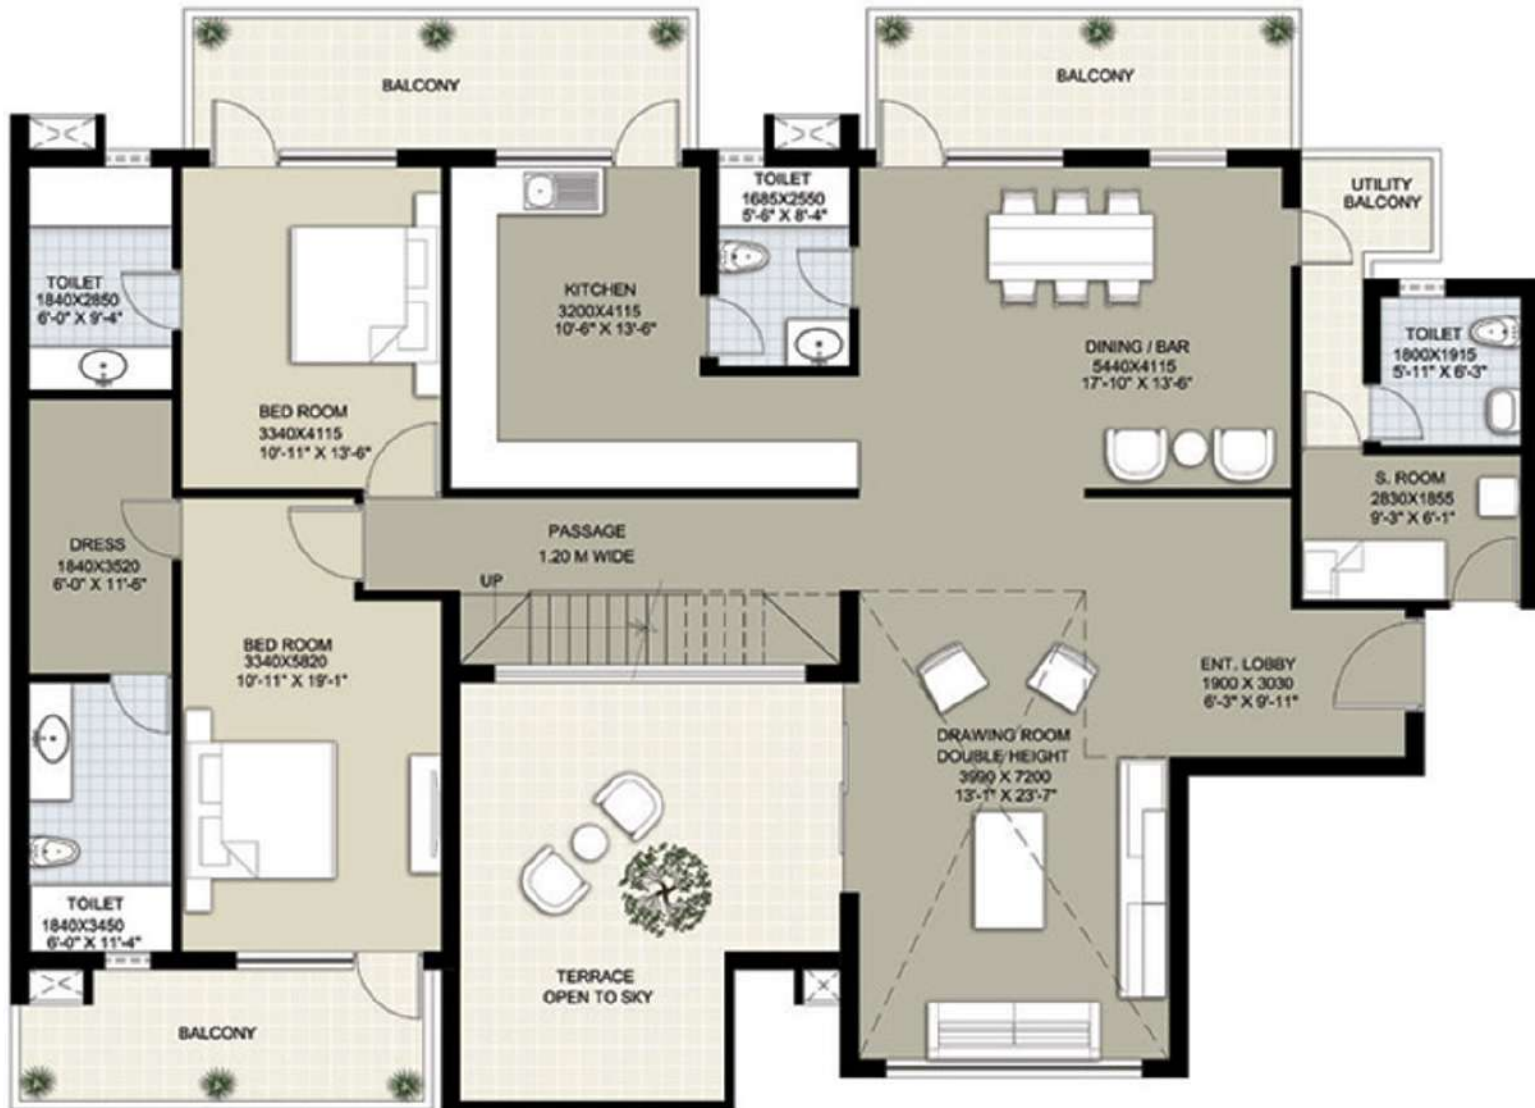 BALCONY
BALCONY
TOILET
1685X2550
5'-6" X 8'-4"
UTILITY
BALCONY
TOILET
1840X2850
6'-0" X 9'-4"
KITCHEN
3200X4115
10'-6" X 13'-6"
DINING / BAR
5440X4115
17'-10" X 13'-6"
TOILET
1800X1915
5'-11" X 6'-3"
BED ROOM
3340X4115
10'-11" X 13'-6"
S. ROOM
2830X1855
9'-3" X 6'-1"
DRESS
1840X3520
6'-0" X 11'-6"
PASSAGE
1.20 M WIDE
UP
BED ROOM
3340X5820
10'-11" X 19'-1"
ENT. LOBBY
1900 X 3030
6'-3" X 9'-11"
DRAWING ROOM
DOUBLE HEIGHT
3990 X 7200
13'-1" X 23'-7"
TOILET
1840X3450
6'-0" X 11'-4"
TERRACE
OPEN TO SKY
BALCONY